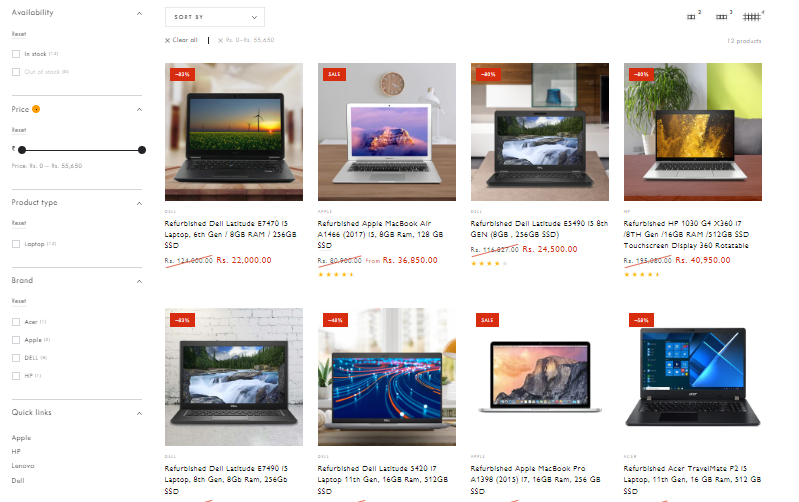 Availability
SORT BY
2
3
4
Reset
✕ Clear all
✕ Rs. 0–Rs. 55,650
12 products
In stock (12)
Out of stock (0)
Price
Reset
₹
Price: Rs. 0 — Rs. 55,650
Product type
Reset
Laptop (12)
Brand
Reset
Acer (1)
Apple (2)
DELL (8)
HP (1)
Quick links
Apple
HP
Lenovo
Dell
–83%
DELL
Refurbished Dell Latitude E7470 i5
Laptop, 6th Gen / 8GB RAM / 256GB
SSD
Rs. 124,000.00 Rs. 22,000.00
SALE
APPLE
Refurbished Apple MacBook Air
A1466 (2017) i5, 8GB Ram, 128 GB
SSD
Rs. 80,900.00 From Rs. 36,850.00
–80%
DELL
Refurbished Dell Latitude E5490 i5 8th
GEN (8GB , 256GB SSD)
Rs. 116,827.00 Rs. 24,500.00
–80%
HP
Refurbished HP 1030 G4 X360 i7
/8TH Gen /16GB RAM /512GB SSD
Touchscreen Display 360 Rotatable
Rs. 195,080.00 Rs. 40,950.00
–83%
DELL
Refurbished Dell Latitude E7490 i5
Laptop, 8th Gen, 8Gb Ram, 256Gb
SSD
–48%
DELL
Refurbished Dell Latitude 5420 i7
Laptop 11th Gen, 16GB RAM, 512GB
SSD
SALE
APPLE
Refurbished Apple MacBook Pro
A1398 (2015) i7, 16GB Ram, 256 GB
SSD
–58%
ACER
Refurbished Acer TravelMate P2 i5
Laptop, 11th Gen, 16 GB RAM, 512 GB
SSD